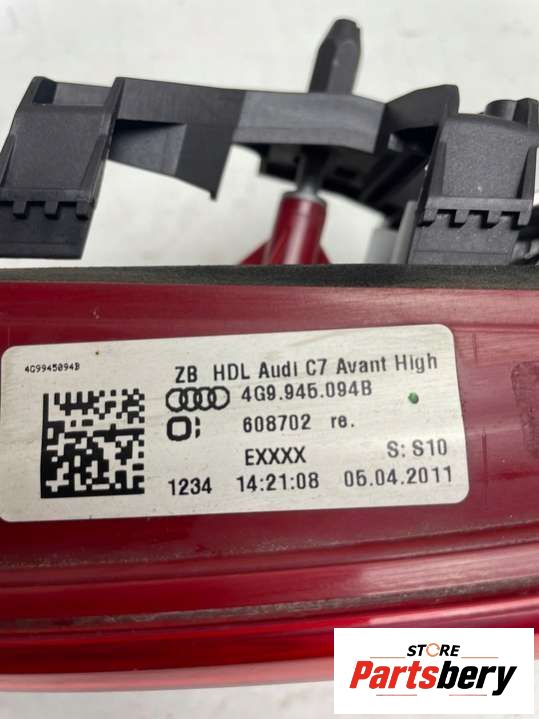 4G9945094B
ZB HDL Audi C7 Avant High
4G9.945.094B
608702 re.
EXXXX S: S10
1234 14:21:08 05.04.2011
STORE
Partsbery